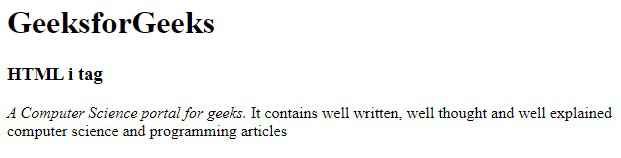 GeeksforGeeks
HTML i tag
A Computer Science portal for geeks. It contains well written, well thought and well explained
computer science and programming articles